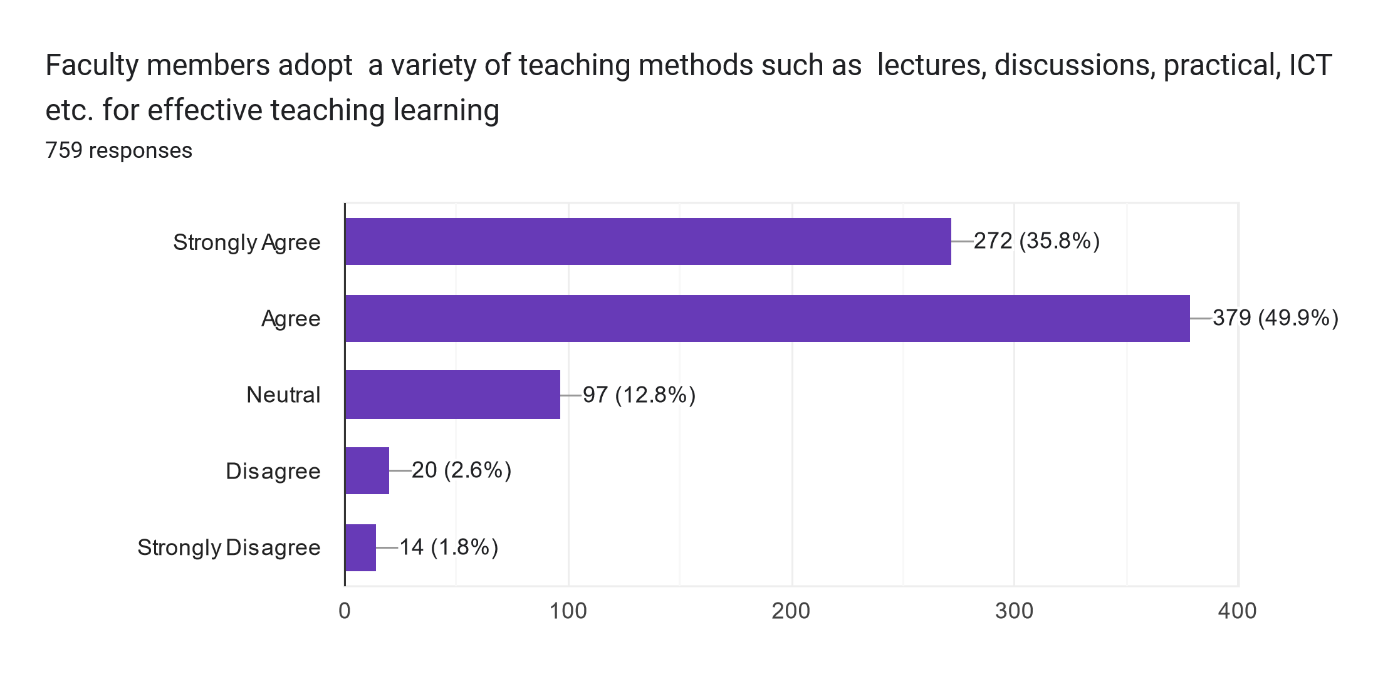 Faculty members adopt  a variety of teaching methods such as  lectures, discussions, practical, ICT
etc. for effective teaching learning
759 responses
Strongly Agree 272 (35.8%)
Agree 379 (49.9%)
Neutral 97 (12.8%)
Disagree 20 (2.6%)
Strongly Disagree 14 (1.8%)
0 100 200 300 400